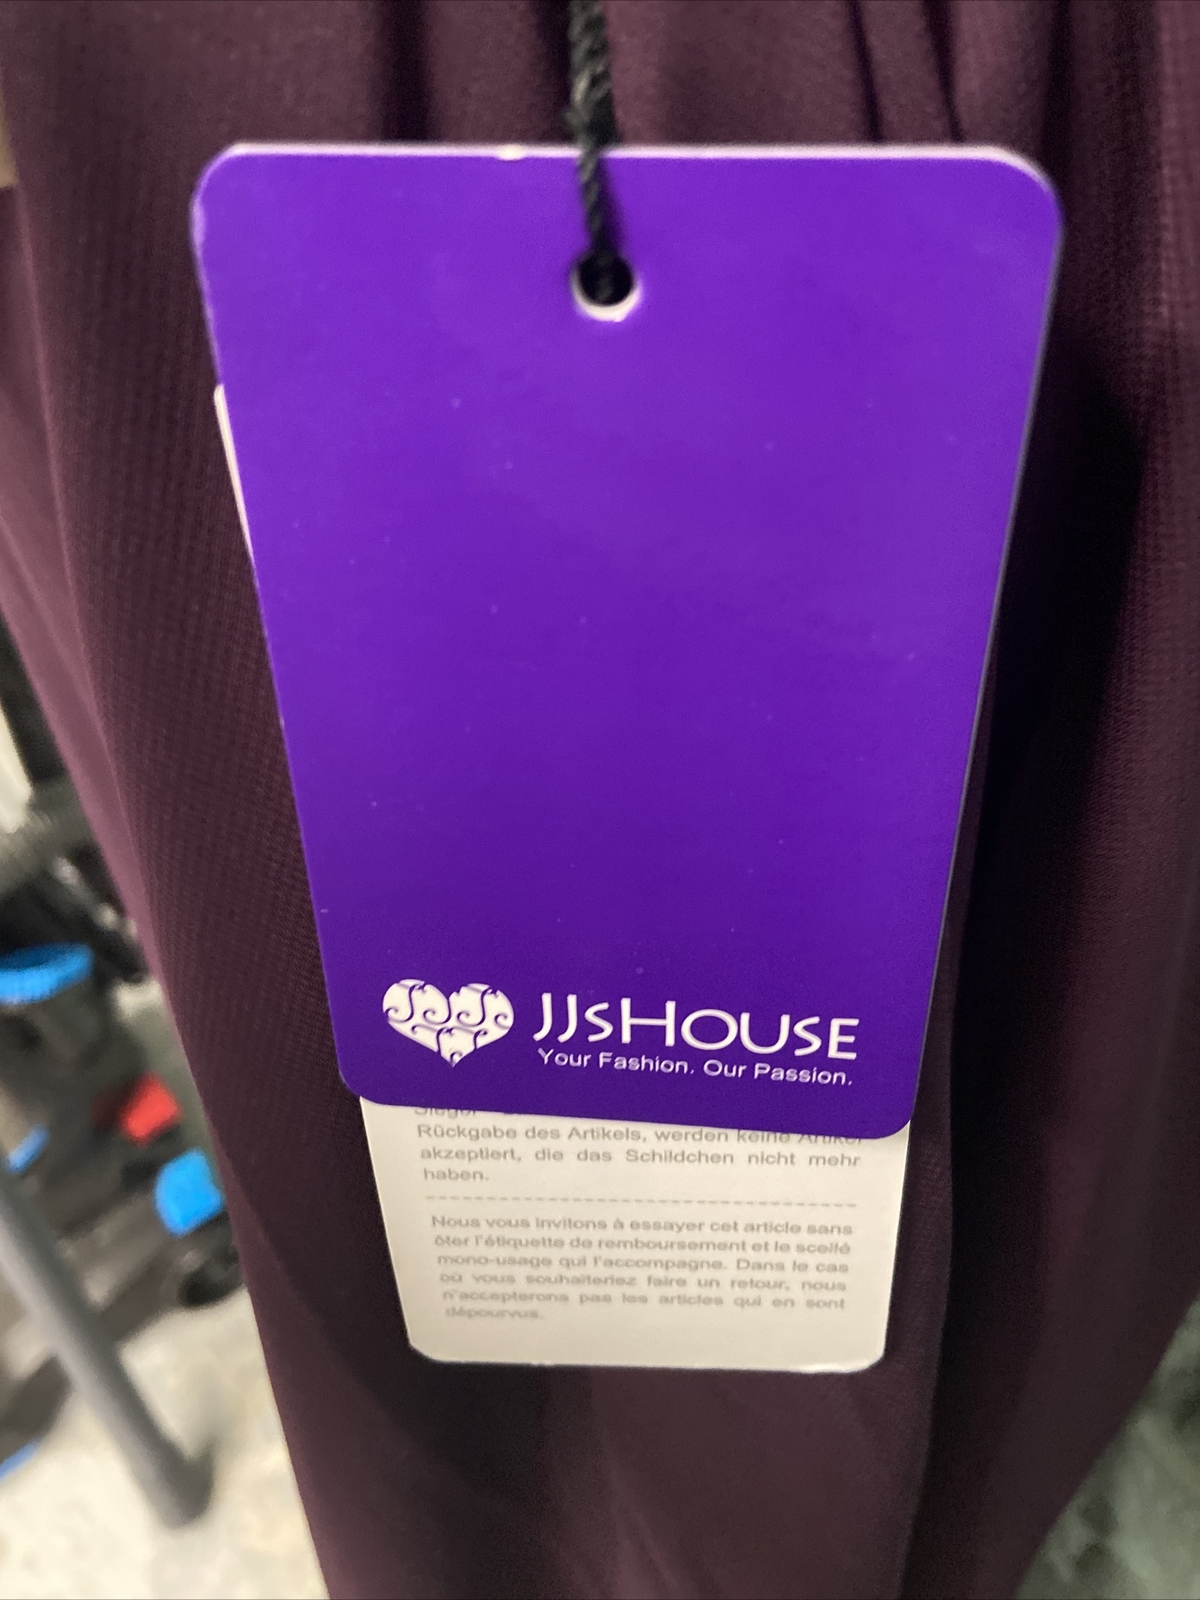 JJsHOUSE
Your Fashion. Our Passion.
Sieger
Rückgabe des Artikels, werden keine Artikel
akzeptiert, die das Schildchen nicht mehr
haben.
Nous vous invitons à essayer cet article sans
ôter l'étiquette de remboursement et le scellé
mono-usage qui l'accompagne. Dans le cas
où vous souhaiteriez faire un retour, nous
n'accepterons pas les articles qui en sont
dépourvus.